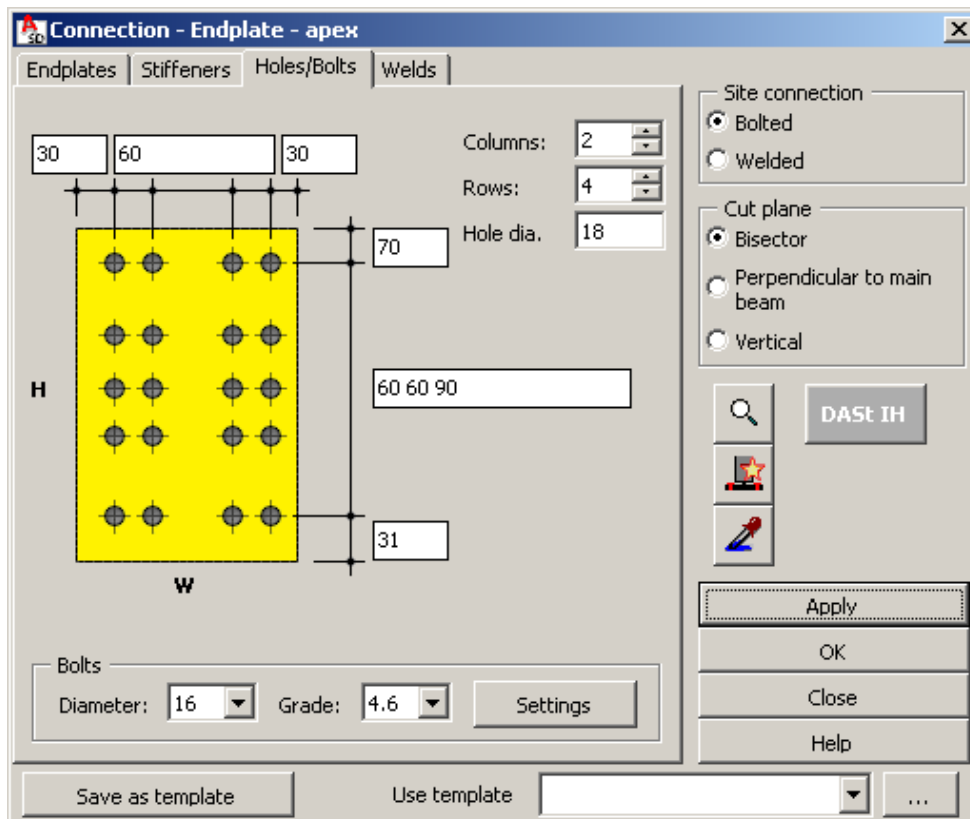 Connection - Endplate - apex
Endplates Stiffeners Holes/Bolts Welds
30 60 30
Columns: 2
Rows: 4
Hole dia. 18
70
60 60 90
31
H
W
Bolts
Diameter: 16 Grade: 4.6 Settings
Site connection
Bolted
Welded
Cut plane
Bisector
Perpendicular to main
beam
Vertical
DASt IH
Apply
OK
Close
Help
Save as template Use template ...